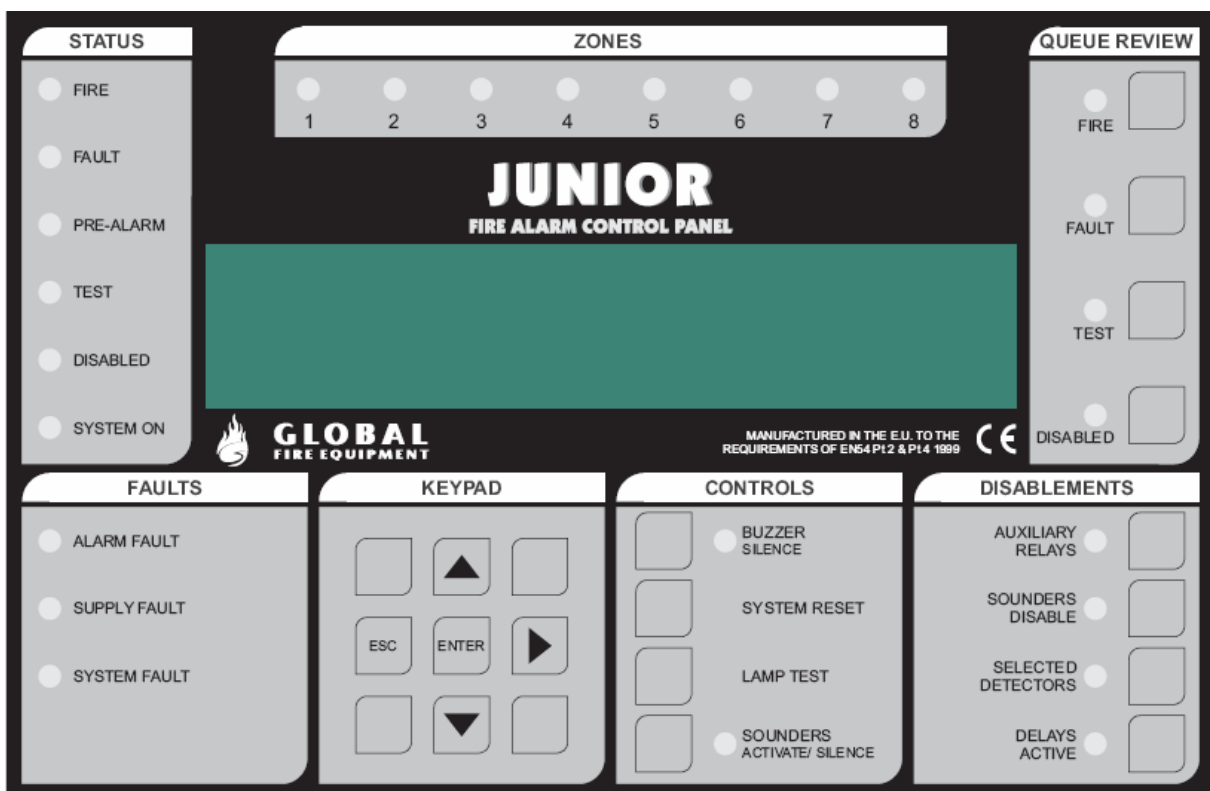 STATUS
FIRE
FAULT
PRE-ALARM
TEST
DISABLED
SYSTEM ON
ZONES
1 2 3 4 5 6 7 8
JUNIOR
FIRE ALARM CONTROL PANEL
GLOBAL
FIRE EQUIPMENT
MANUFACTURED IN THE E.U. TO THE
REQUIREMENTS OF EN54 Pt.2 & Pt.4 1999
CE
QUEUE REVIEW
FIRE
FAULT
TEST
DISABLED
FAULTS
ALARM FAULT
SUPPLY FAULT
SYSTEM FAULT
KEYPAD
ESC
ENTER
CONTROLS
BUZZER
SILENCE
SYSTEM RESET
LAMP TEST
SOUNDERS
ACTIVATE/ SILENCE
DISABLEMENTS
AUXILIARY
RELAYS
SOUNDERS
DISABLE
SELECTED
DETECTORS
DELAYS
ACTIVE